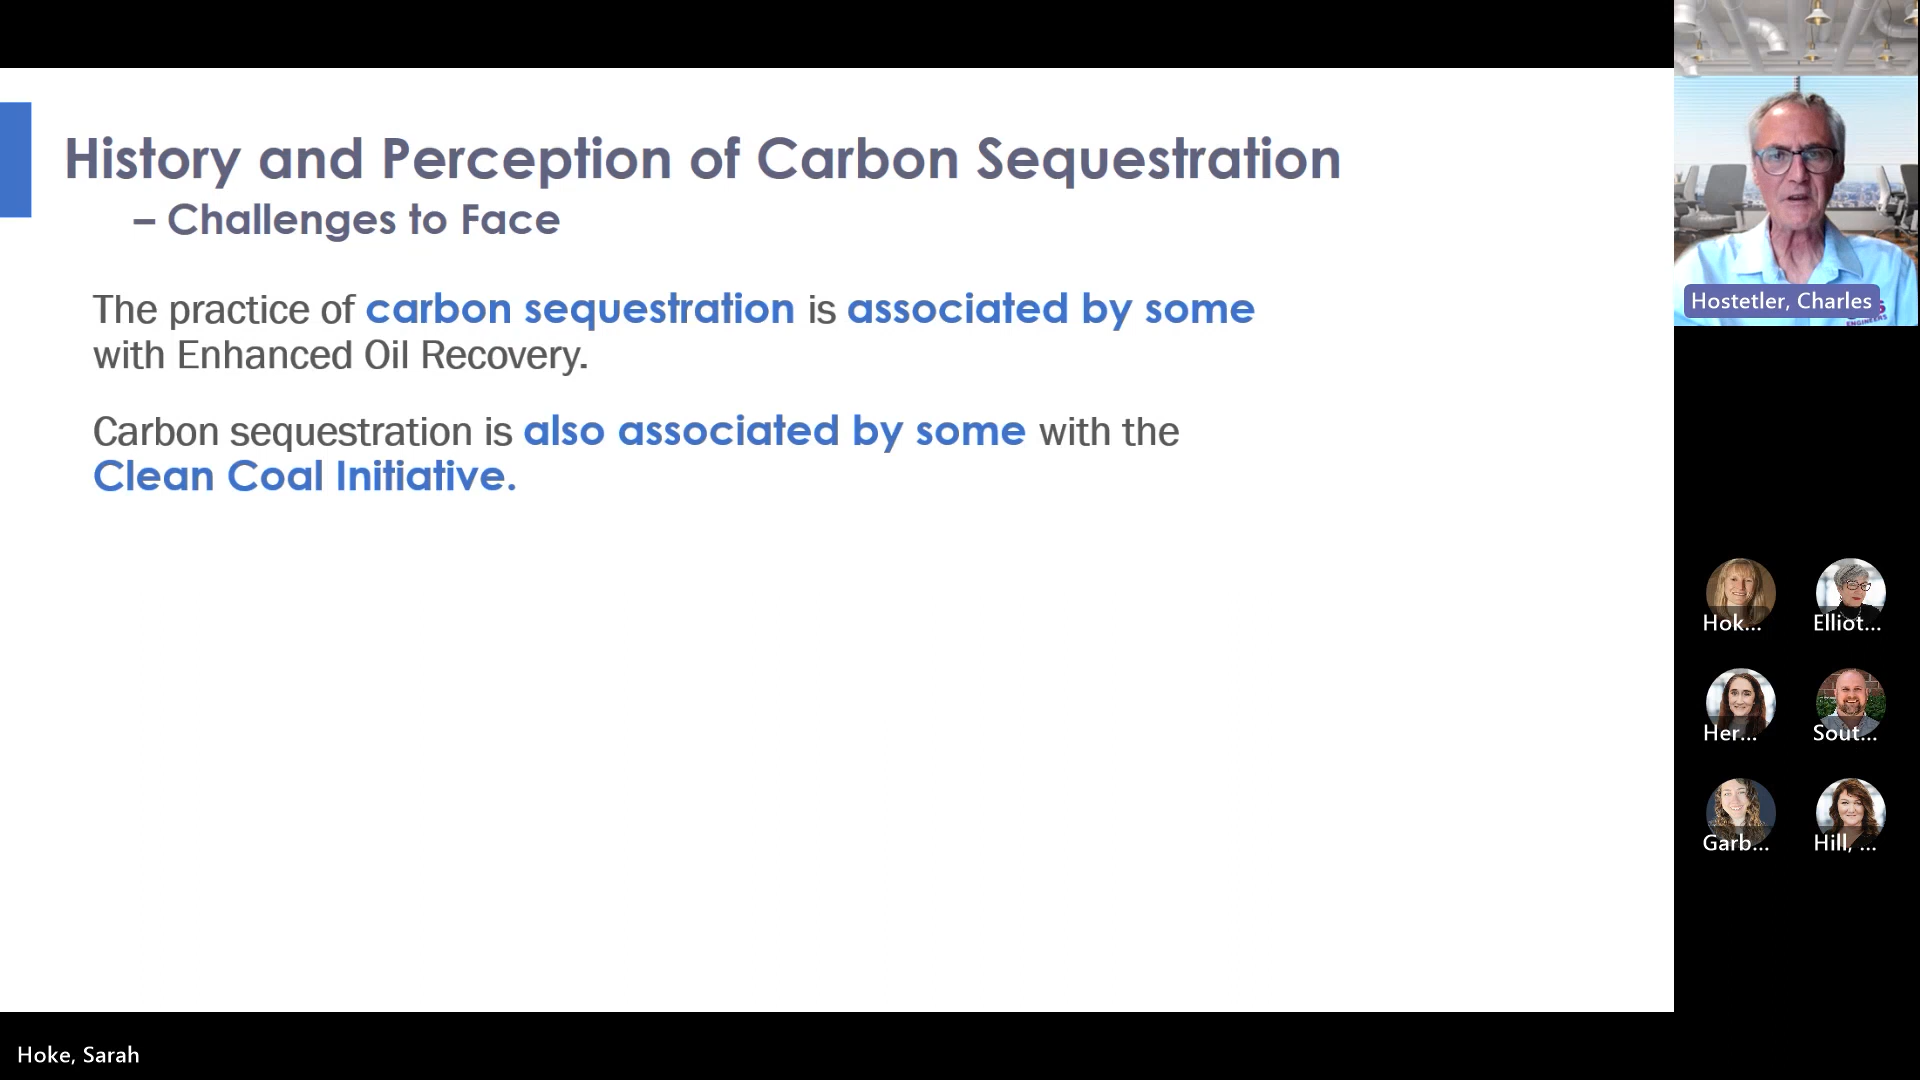 History and Perception of Carbon Sequestration
– Challenges to Face
The practice of carbon sequestration is associated by some
with Enhanced Oil Recovery.
Carbon sequestration is also associated by some with the
Clean Coal Initiative.
Hostetler, Charles
ENGINEERS
Hok... Elliot...
Her... Sout...
Garb... Hill, ...
Hoke, Sarah